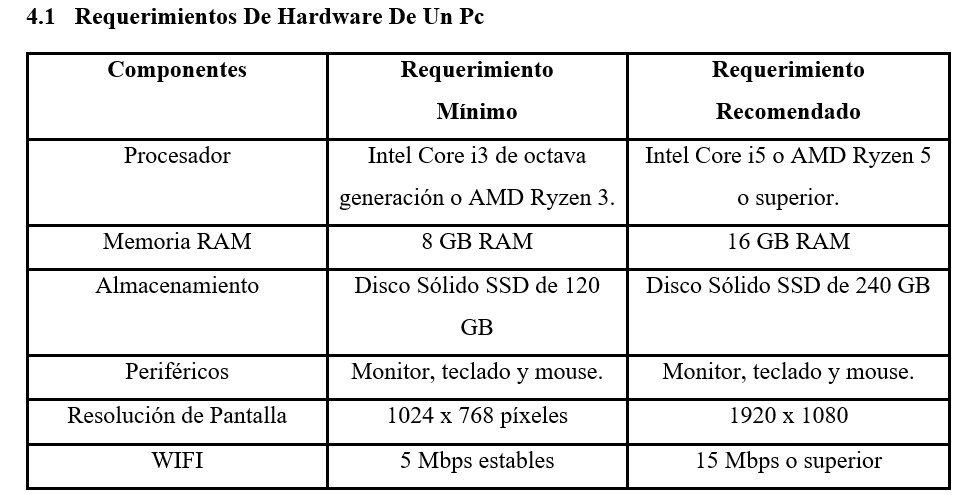 4.1 Requerimientos De Hardware De Un Pc
Componentes
Requerimiento
Mínimo
Requerimiento
Recomendado
Procesador
Intel Core i3 de octava
generación o AMD Ryzen 3.
Intel Core i5 o AMD Ryzen 5
o superior.
Memoria RAM
8 GB RAM
16 GB RAM
Almacenamiento
Disco Sólido SSD de 120
GB
Disco Sólido SSD de 240 GB
Periféricos
Monitor, teclado y mouse.
Monitor, teclado y mouse.
Resolución de Pantalla
1024 x 768 píxeles
1920 x 1080
WIFI
5 Mbps estables
15 Mbps o superior